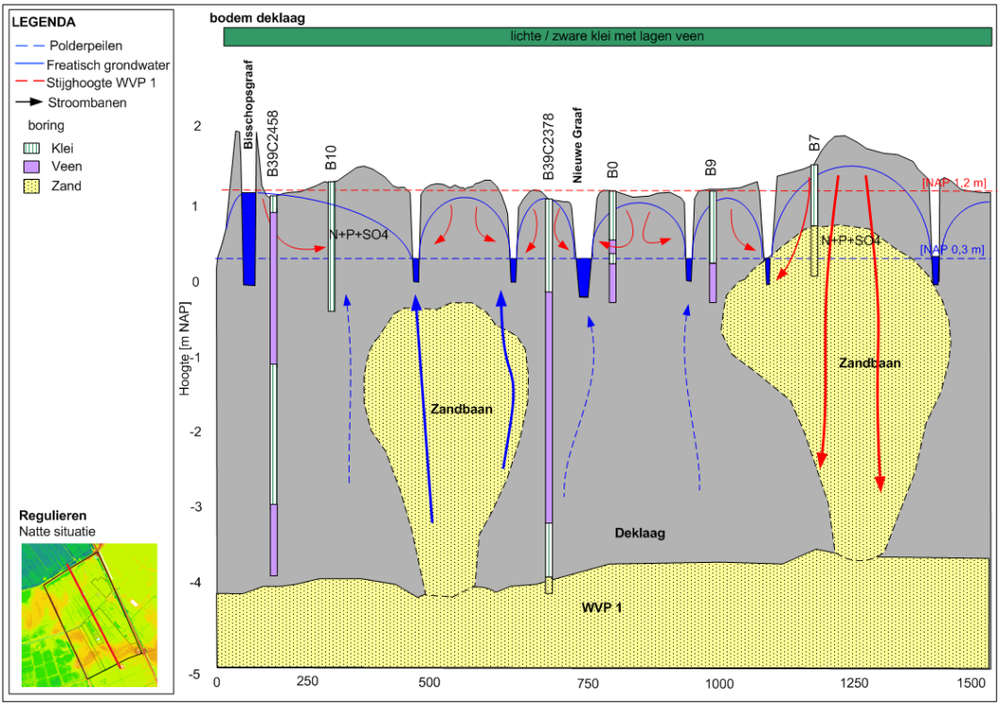 LEGENDA
Polderpeilen
Freatisch grondwater
Stijghoogte WVP 1
Stroombanen
boring
Klei
Veen
Zand
bodem deklaag
lichte / zware klei met lagen veen
Bisschopsgraaf
B39C2458
B10
B39C2378
Nieuwe Graaf
B0
B9
B7
[NAP 1,2 m]
N+P+SO4
N+P+SO4
[NAP 0,3 m]
Hoogte [m NAP]
2
1
0
-1
-2
-3
-4
-5
Zandbaan
Zandbaan
Deklaag
WVP 1
Regulieren
Natte situatie
0
250
500
750
1000
1250
1500